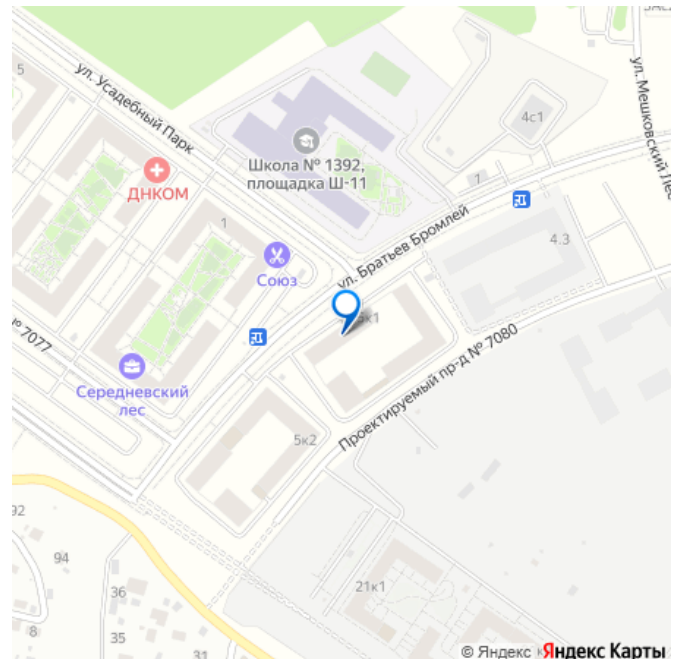 5
ул. Усадебный Парк
ул. Мешковский Лес
4с1
Школа № 1392,
площадка Ш-11
ДНКОМ
1
1
4.3
Союз
ул. Братьев Бромлей
№ 7077
Середневский
лес
5к2
Проектируемый пр-д № 7080
92
94
36
8
35
31
21к1
© Яндекс
Яндекс Карты